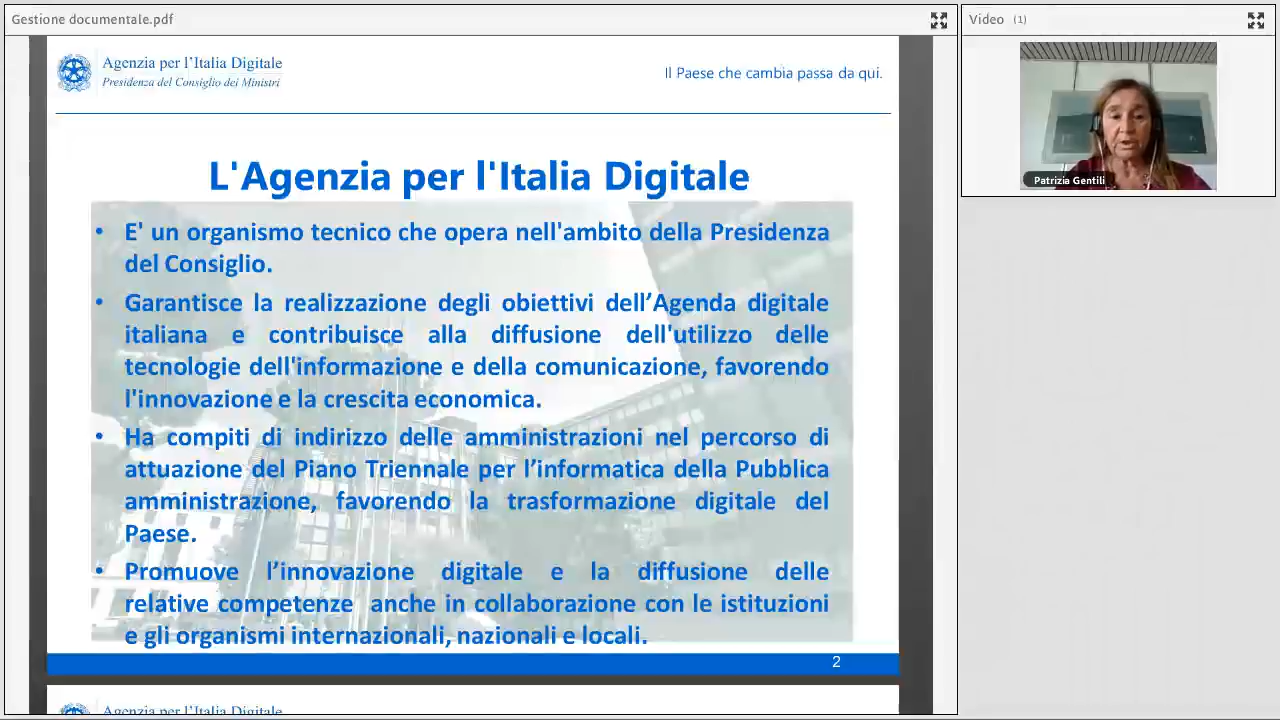 Gestione documentale.pdf
Video (1)
Agenzia per l'Italia Digitale
Presidenza del Consiglio dei Ministri
Il Paese che cambia passa da qui.
Patrizia Gentili
L'Agenzia per l'Italia Digitale
• E' un organismo tecnico che opera nell'ambito della Presidenza
del Consiglio.
• Garantisce la realizzazione degli obiettivi dell’Agenda digitale
italiana e contribuisce alla diffusione dell'utilizzo delle
tecnologie dell'informazione e della comunicazione, favorendo
l'innovazione e la crescita economica.
• Ha compiti di indirizzo delle amministrazioni nel percorso di
attuazione del Piano Triennale per l’informatica della Pubblica
amministrazione, favorendo la trasformazione digitale del
Paese.
• Promuove l’innovazione digitale e la diffusione delle
relative competenze anche in collaborazione con le istituzioni
e gli organismi internazionali, nazionali e locali.
2
Agenzia per l'Italia Digitale